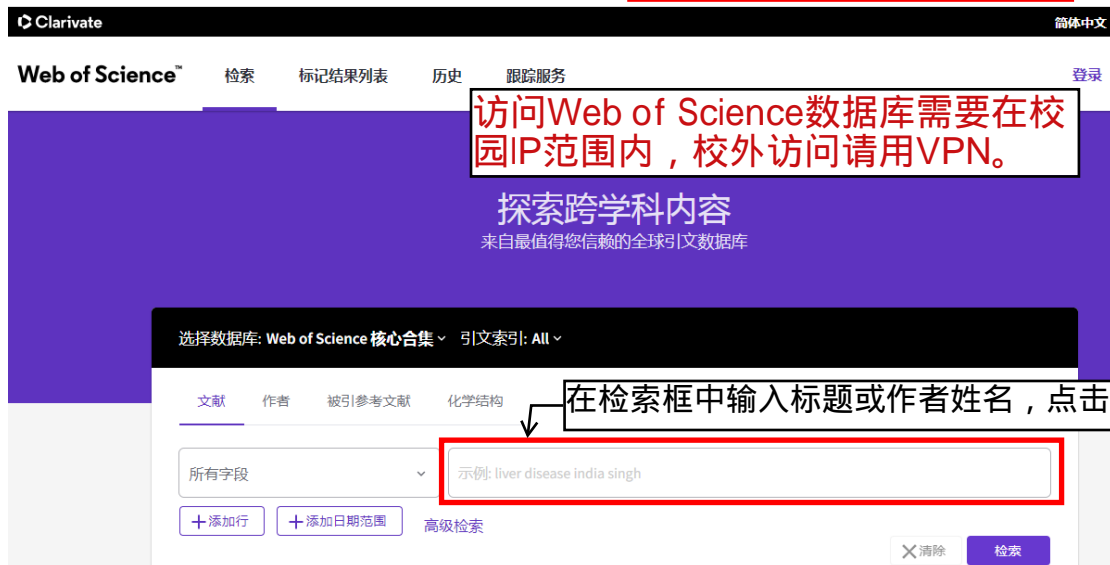 Clarivate 简体中文
Web of Science™ 检索 标记结果列表 历史 跟踪服务 登录
访问Web of Science数据库需要在校
园IP范围内，校外访问请用VPN。
探索跨学科内容
来自最值得您信赖的全球引文数据库
选择数据库: Web of Science 核心合集 引文索引: All
文献 作者 被引参考文献 化学结构
在检索框中输入标题或作者姓名，点击
所有字段 示例: liver disease india singh
+添加行 +添加日期范围 高级检索
×清除 检索